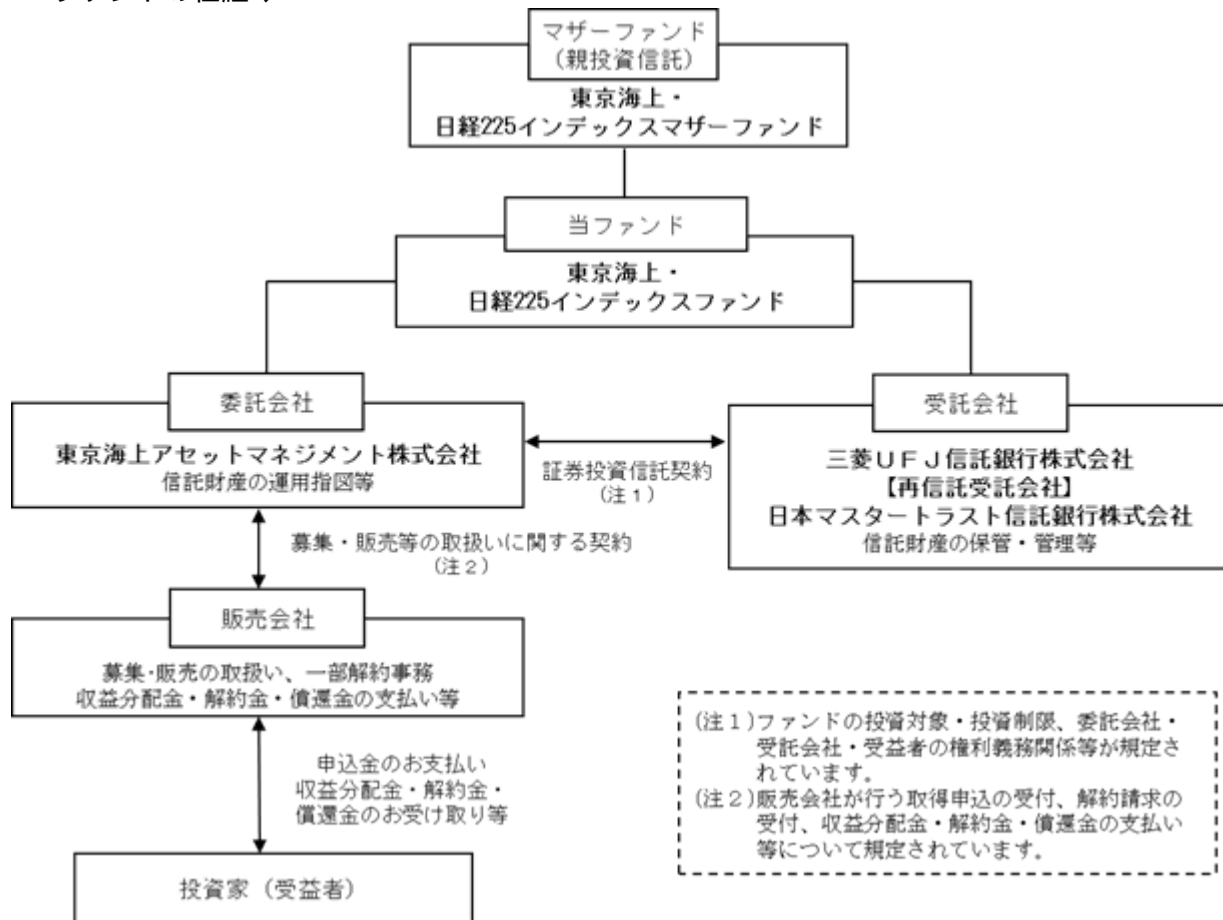 マザーファンド
(親投資信託)
東京海上・
日経225インデックスマザーファンド
当ファンド
東京海上・
日経225インデックスファンド
委託会社
東京海上アセットマネジメント株式会社
信託財産の運用指図等
証券投資信託契約
(注1)
受託会社
三菱UFJ信託銀行株式会社
【再信託受託会社】
日本マスタートラスト信託銀行株式会社
信託財産の保管・管理等
募集・販売等の取扱いに関する契約
(注2)
販売会社
募集・販売の取扱い、一部解約事務
収益分配金・解約金・償還金の支払い等
申込金のお支払い
収益分配金・解約金・
償還金のお受け取り等
投資家(受益者)
(注1)ファンドの投資対象・投資制限、委託会社・
受託会社・受益者の権利義務関係等が規定さ
れています。
(注2)販売会社が行う取得申込の受付、解約請求の
受付、収益分配金・解約金・償還金の支払い
等について規定されています。